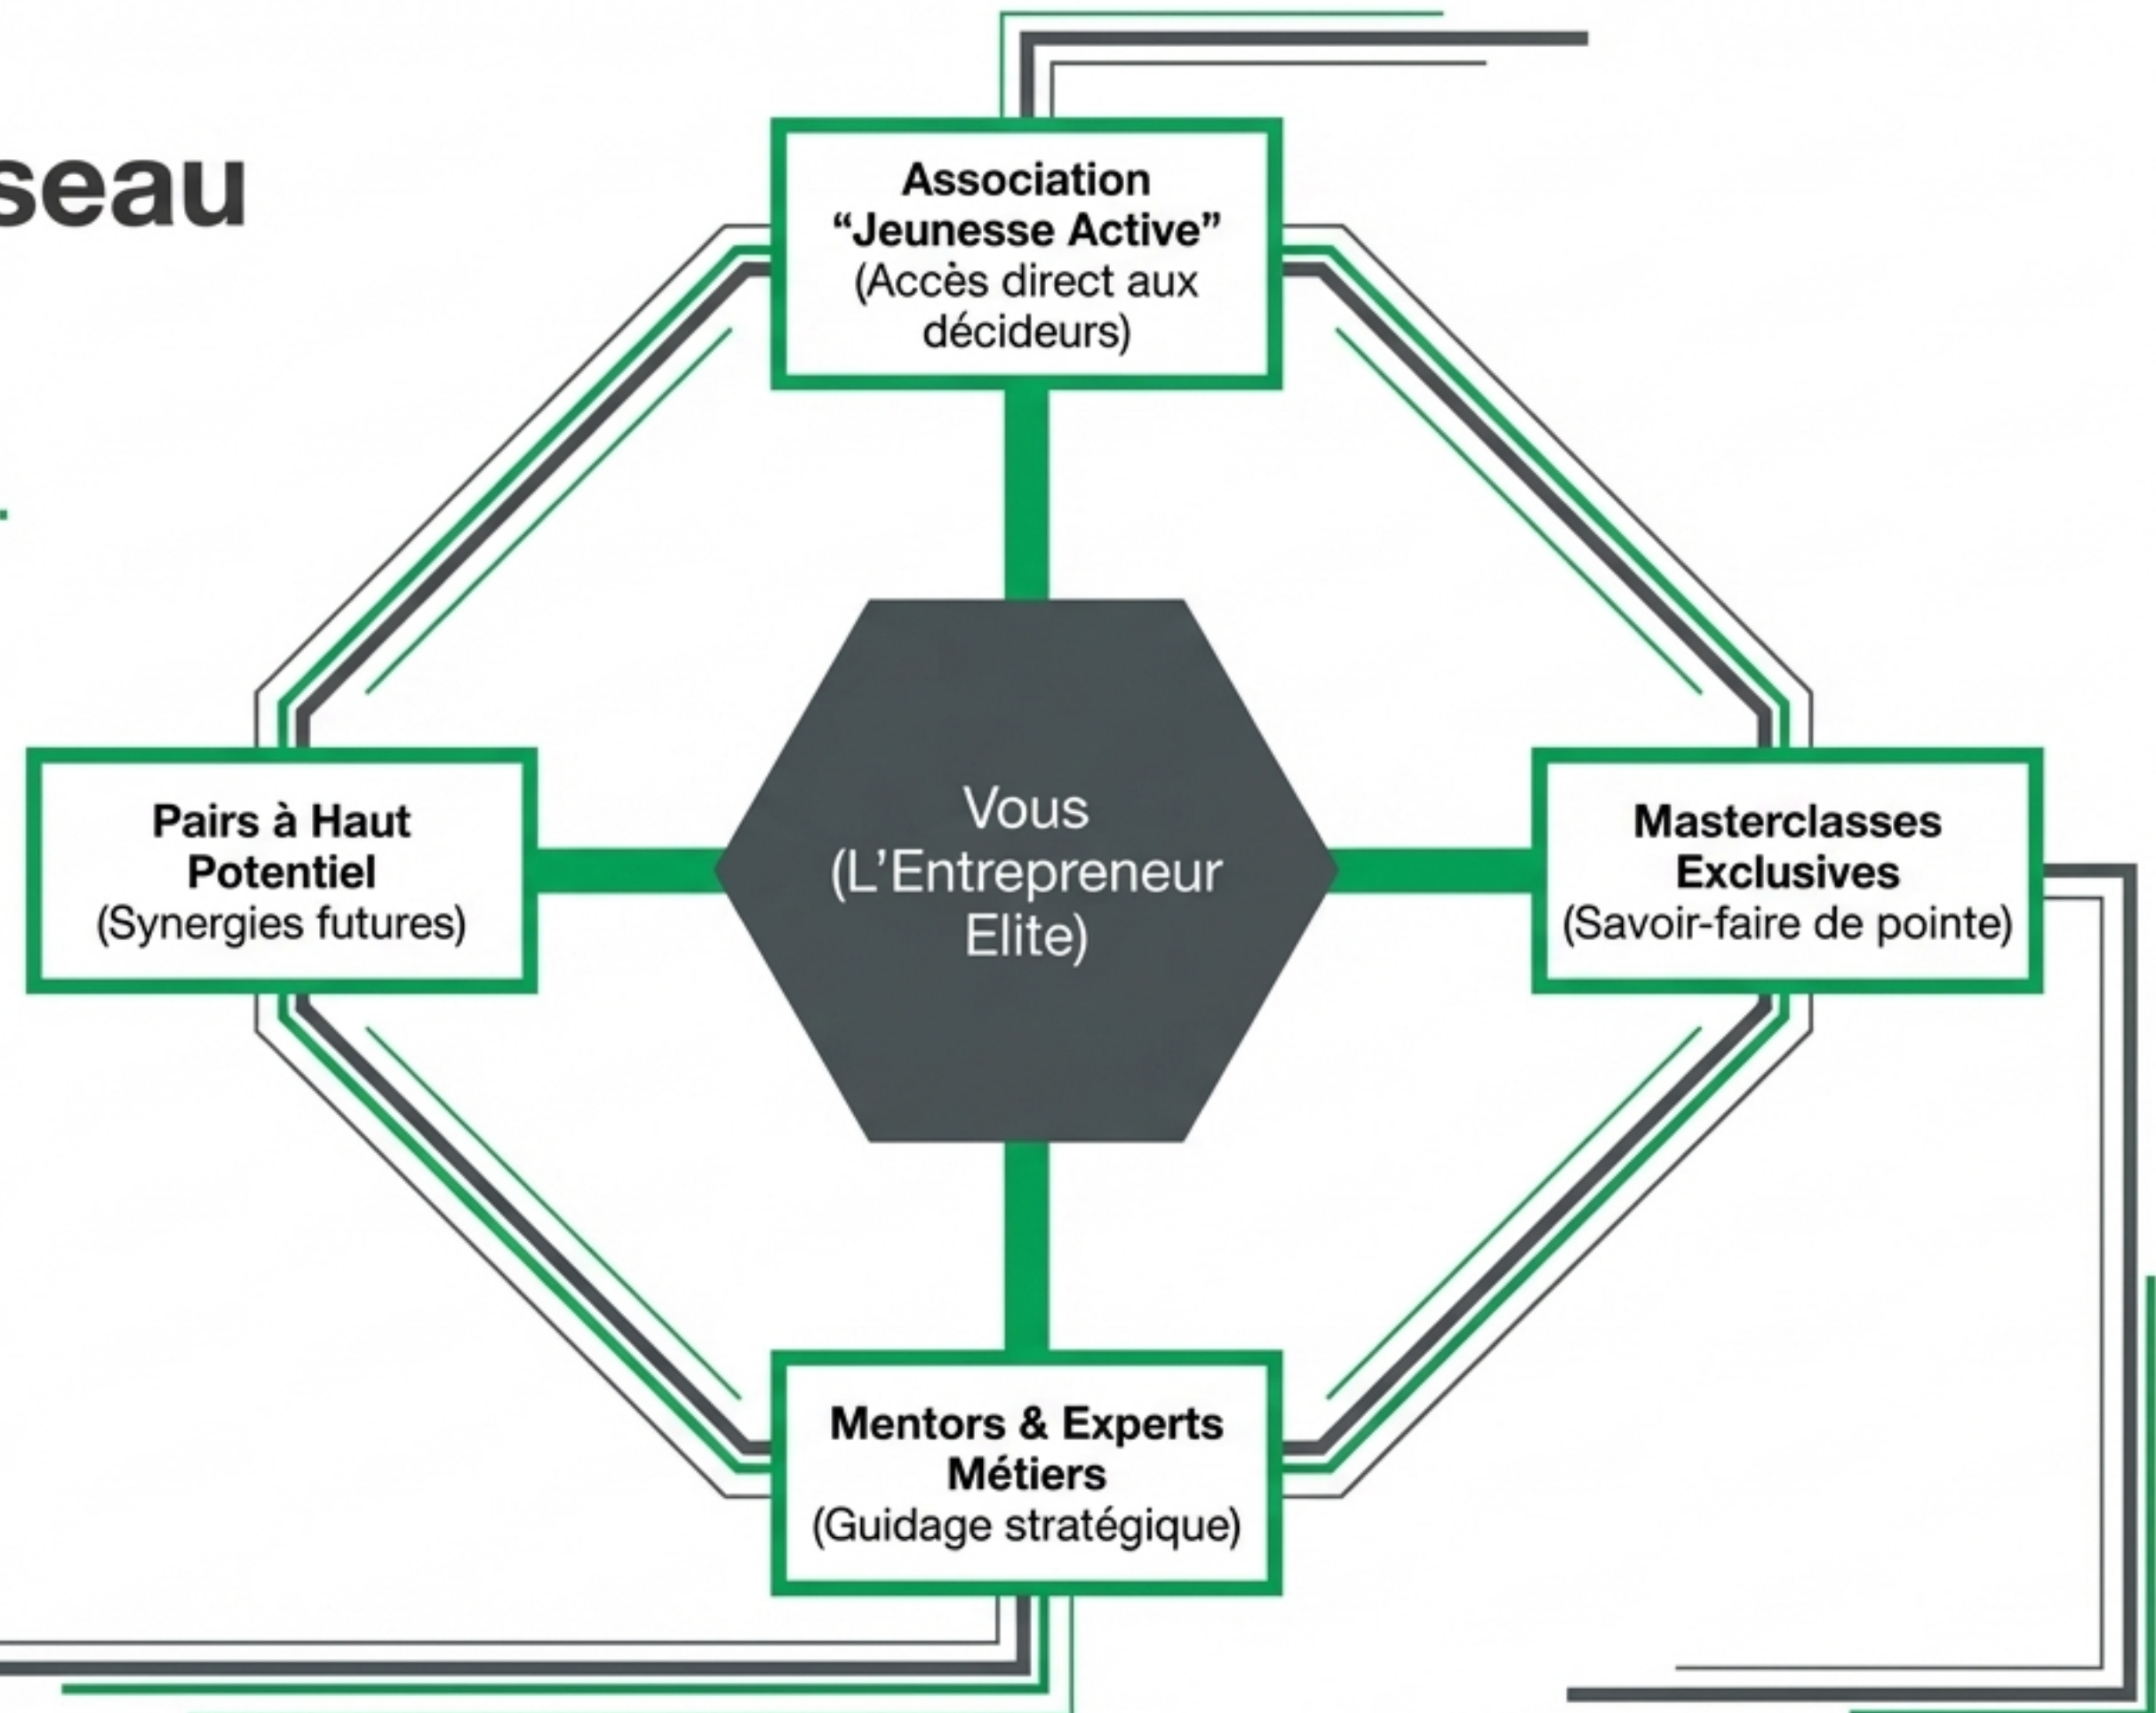 seau
Association
“Jeunesse Active”
(Accès direct aux
décideurs)
Pairs à Haut
Potentiel
(Synergies futures)
Vous
(L’Entrepreneur
Elite)
Masterclasses
Exclusives
(Savoir-faire de pointe)
Mentors & Experts
Métiers
(Guidage stratégique)